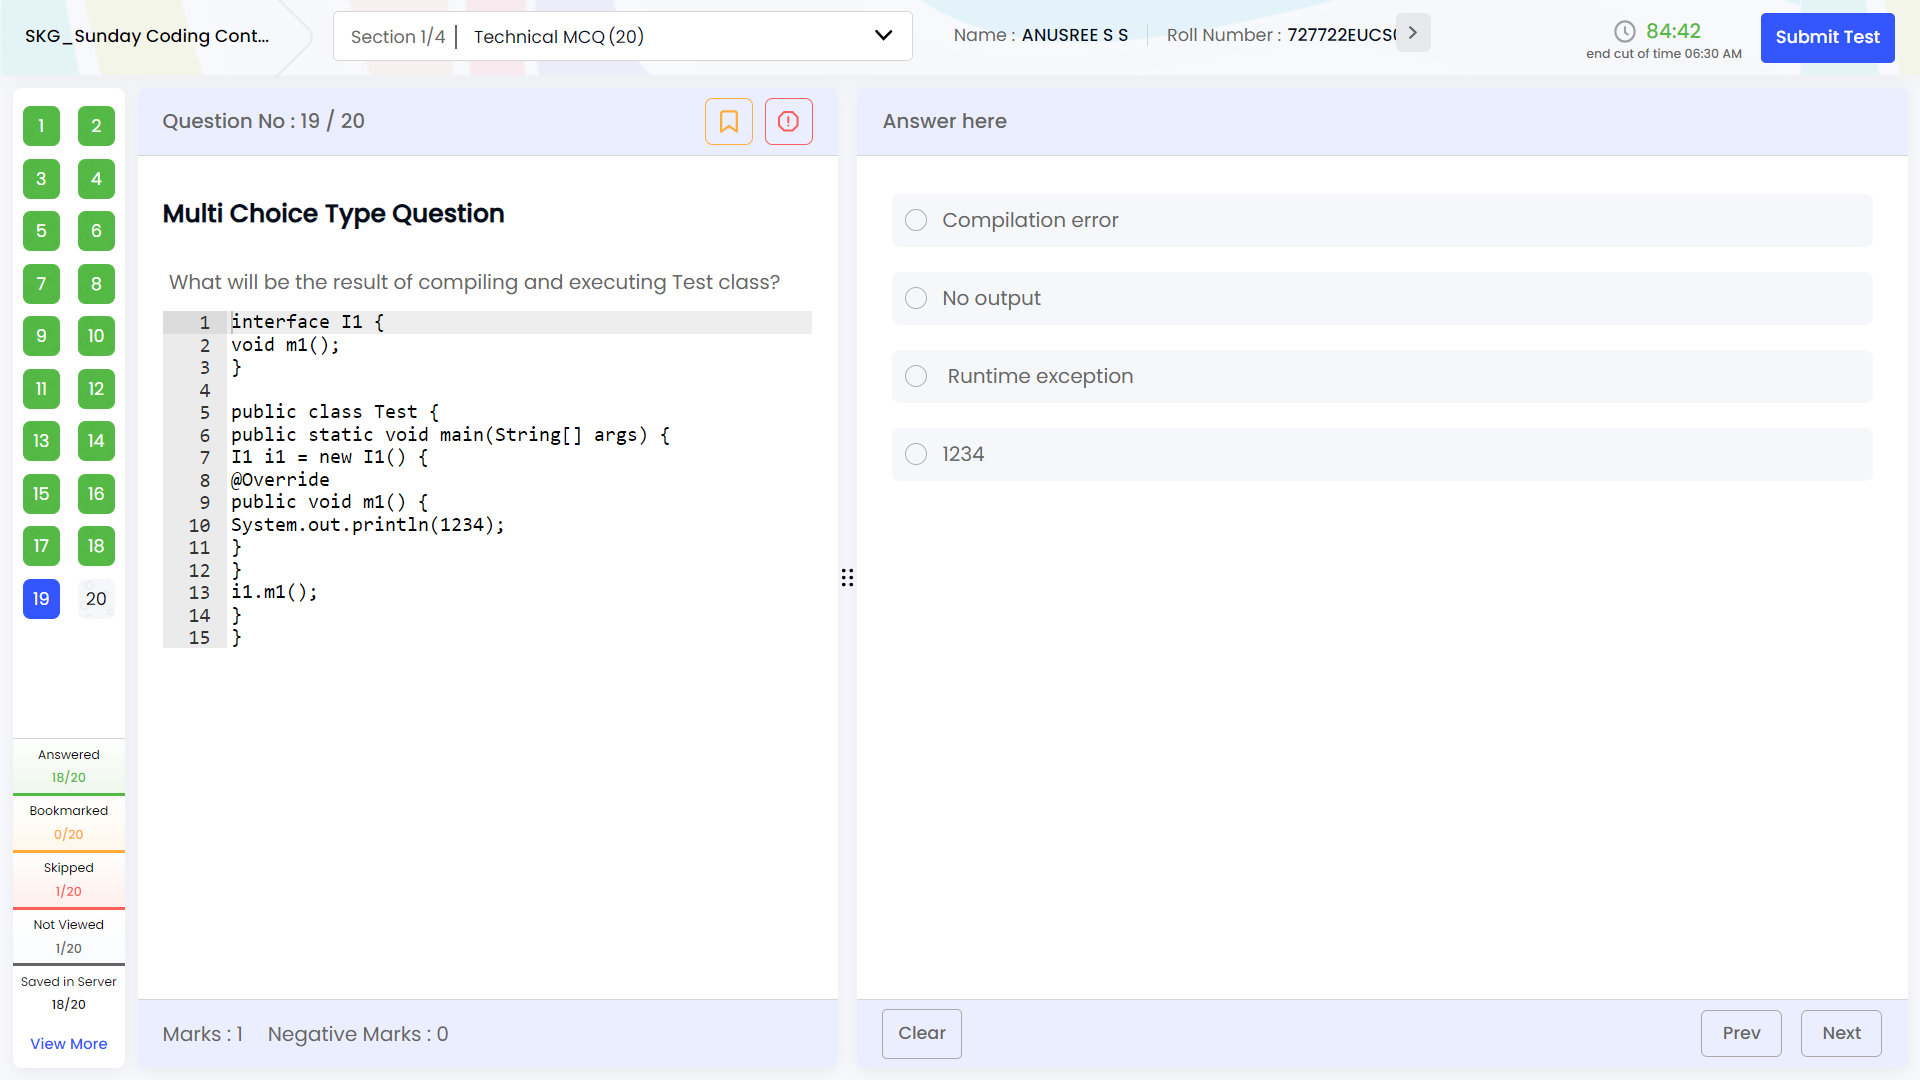 SKG_Sunday Coding Cont...
Section 1/4 | Technical MCQ (20)
Name : ANUSREE S S
Roll Number : 727722EUCS
84:42
end cut of time 06:30 AM
Submit Test
1 2
3 4
5 6
7 8
9 10
11 12
13 14
15 16
17 18
19 20
Answered
18/20
Bookmarked
0/20
Skipped
1/20
Not Viewed
1/20
Saved in Server
18/20
View More
Question No : 19 / 20
Multi Choice Type Question
What will be the result of compiling and executing Test class?
1 interface I1 {
2 void m1();
3 }
4
5 public class Test {
6 public static void main(String[] args) {
7 I1 i1 = new I1() {
8 @Override
9 public void m1() {
10 System.out.println(1234);
11 }
12 }
13 i1.m1();
14 }
15 }
Marks : 1 Negative Marks : 0
Answer here
Compilation error
No output
Runtime exception
1234
Clear
Prev
Next